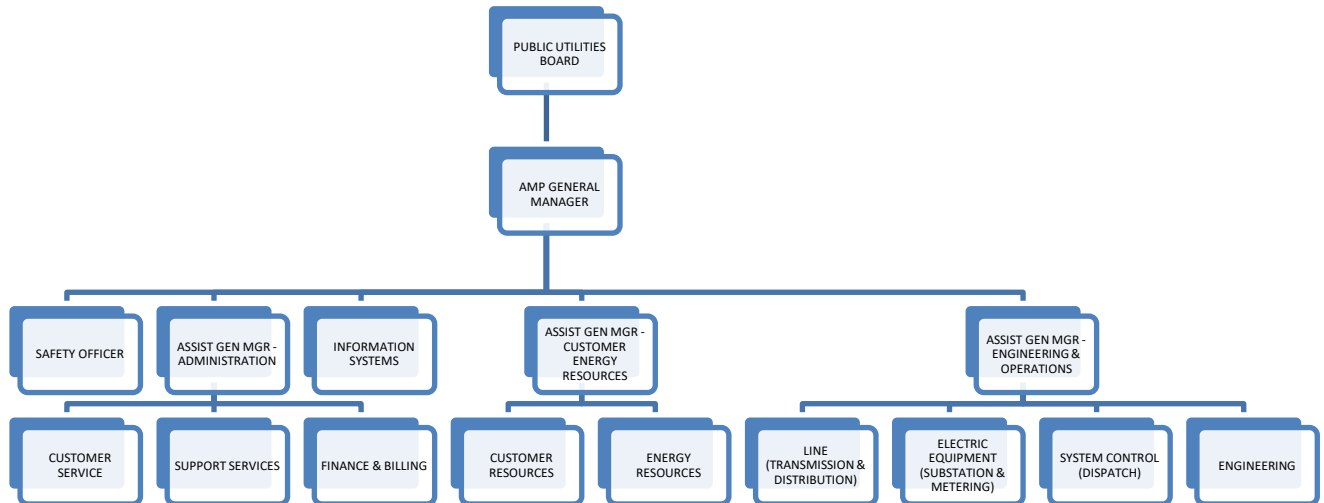 PUBLIC UTILITIES
BOARD
AMP GENERAL
MANAGER
SAFETY OFFICER
ASSIST GEN MGR -
ADMINISTRATION
INFORMATION
SYSTEMS
ASSIST GEN MGR -
CUSTOMER
ENERGY
RESOURCES
ASSIST GEN MGR -
ENGINEERING &
OPERATIONS
CUSTOMER
SERVICE
SUPPORT SERVICES
FINANCE & BILLING
CUSTOMER
RESOURCES
ENERGY
RESOURCES
LINE
(TRANSMISSION &
DISTRIBUTION)
ELECTRIC
EQUIPMENT
(SUBSTATION &
METERING)
SYSTEM CONTROL
(DISPATCH)
ENGINEERING